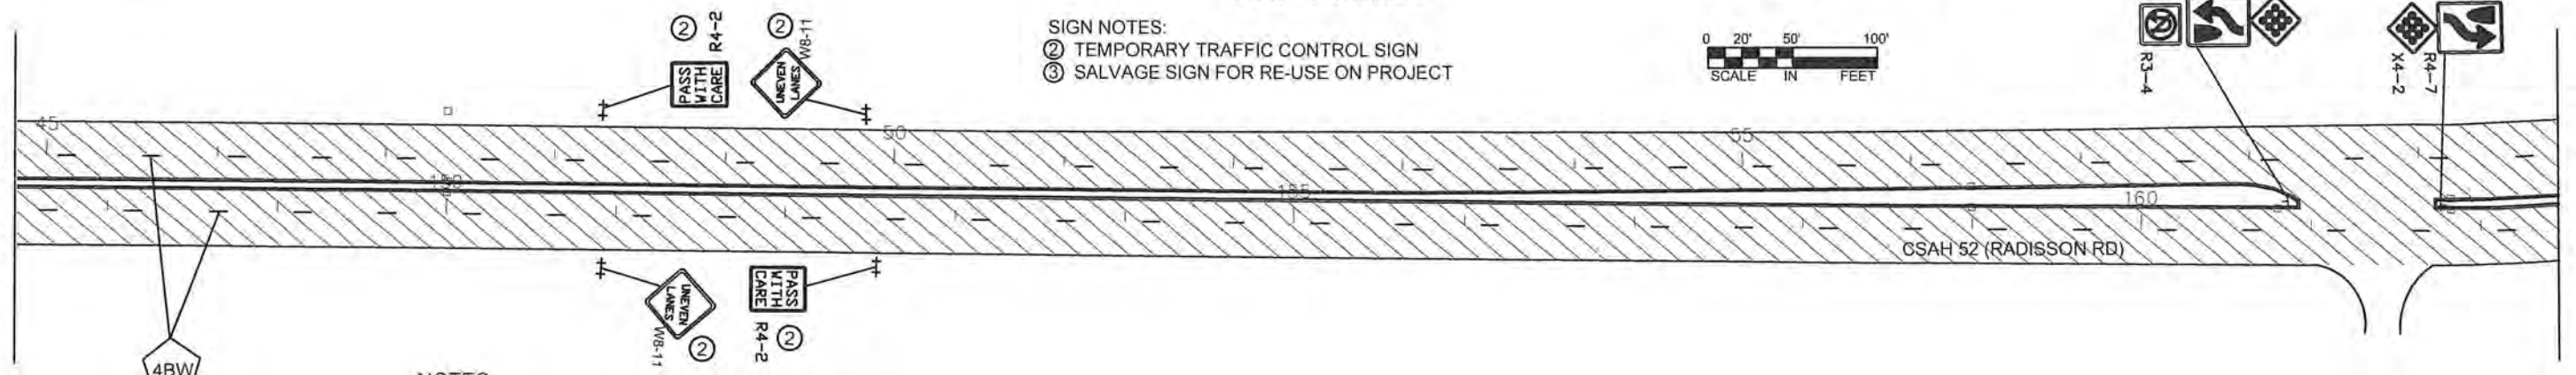 SIGN NOTES:
② TEMPORARY TRAFFIC CONTROL SIGN
③ SALVAGE SIGN FOR RE-USE ON PROJECT
0 20' 50' 100'
SCALE IN FEET
② R4-2
PASS
WITH
CARE
② W8-11
UNEVEN
LANES
R3-4
X4-2
R4-7
45
50
55
150
155
160
CSAH 52 (RADISSON RD)
UNEVEN
LANES
W8-11 ②
PASS
WITH
CARE
R4-2 ②
4BW
NOTES